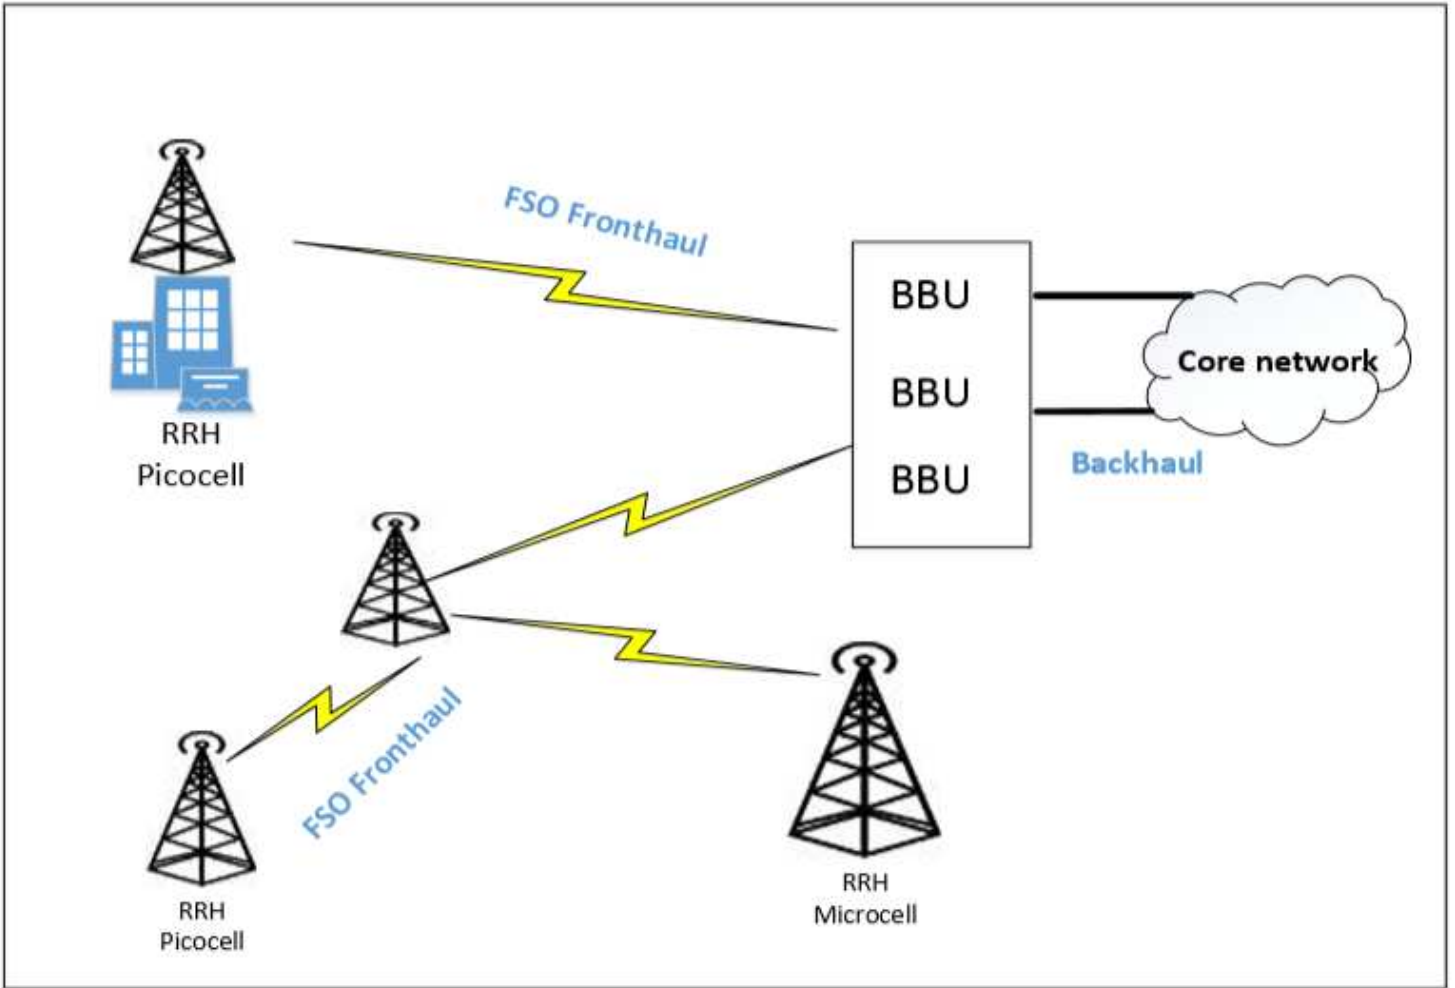 FSO Fronthaul
BBU
BBU
BBU
Core network
Backhaul
RRH
Picocell
FSO Fronthaul
RRH
Picocell
RRH
Microcell